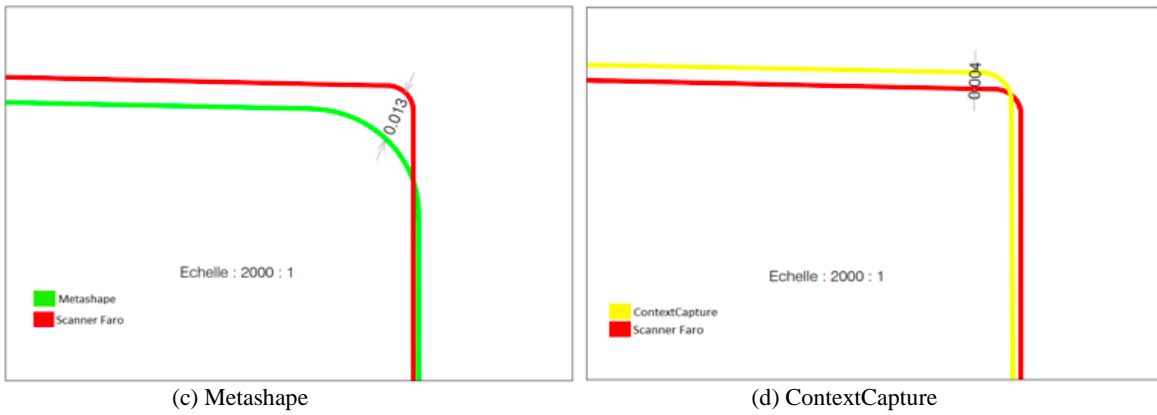 0.013
Echelle : 2000 : 1
Metashape
Scanner Faro
(c) Metashape
0.004
Echelle : 2000 : 1
ContextCapture
Scanner Faro
(d) ContextCapture